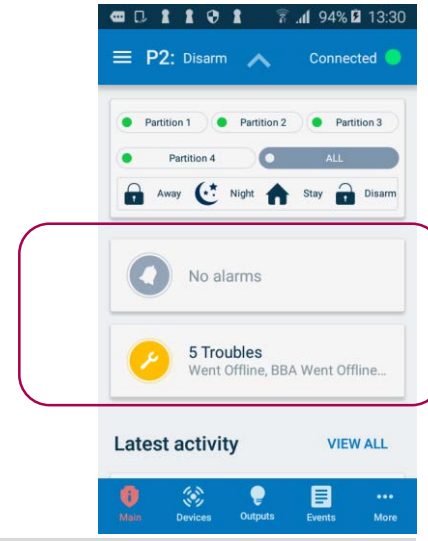 94% 13:30
P2: Disarm Connected
Partition 1 Partition 2 Partition 3
Partition 4 ALL
Away Night Stay Disarm
No alarms
5 Troubles
Went Offline, BBA Went Offline...
Latest activity VIEW ALL
Main Devices Outputs Events More